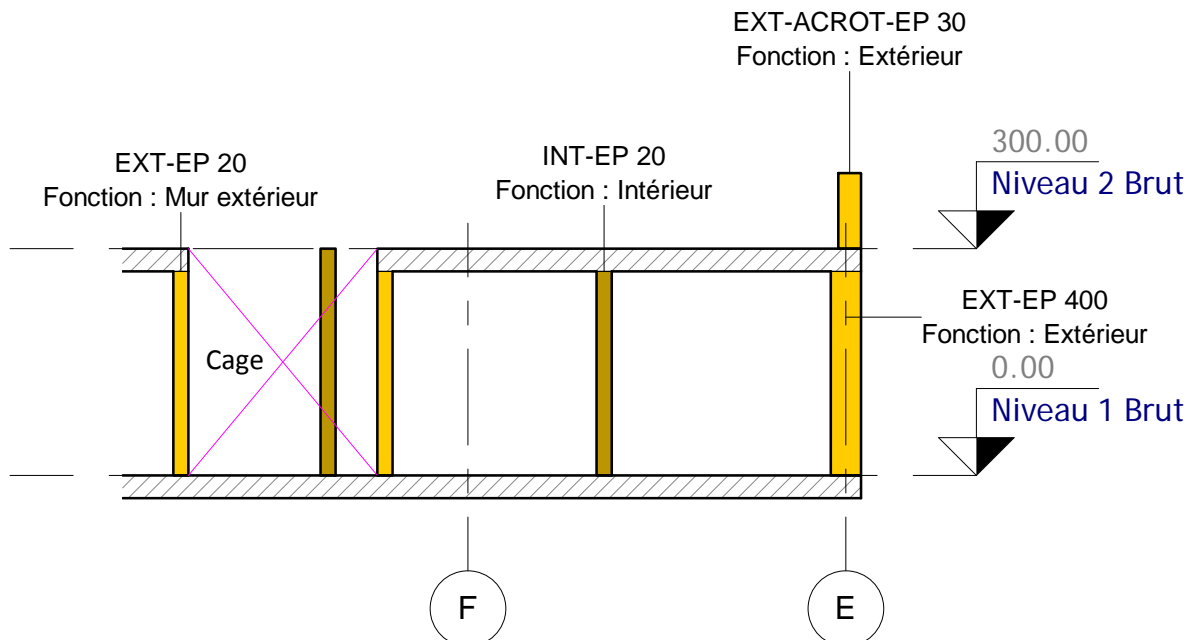 EXT-ACROT-EP 30
Fonction : Extérieur
300.00
Niveau 2 Brut
EXT-EP 20
Fonction : Mur extérieur
INT-EP 20
Fonction : Intérieur
EXT-EP 400
Fonction : Extérieur
Cage
0.00
Niveau 1 Brut
F
E